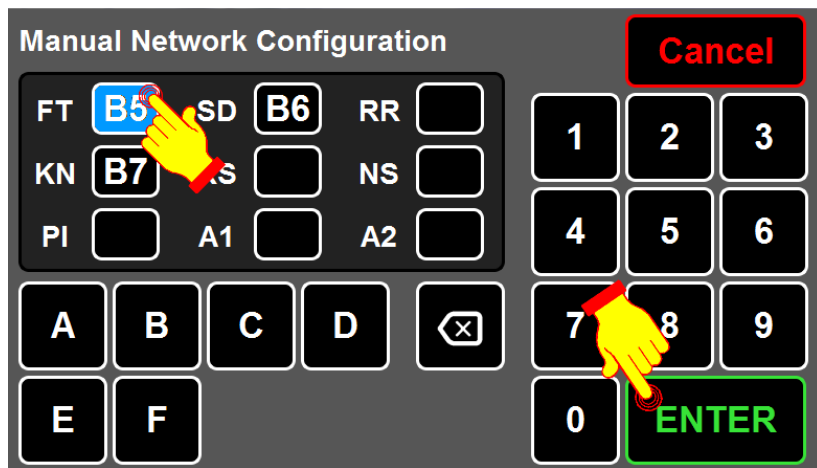 Manual Network Configuration
Cancel
FT B5 SD B6 RR
KN B7 NS
PI A1 A2
1 2 3
4 5 6
7 8 9
0 ENTER
A B C D
E F